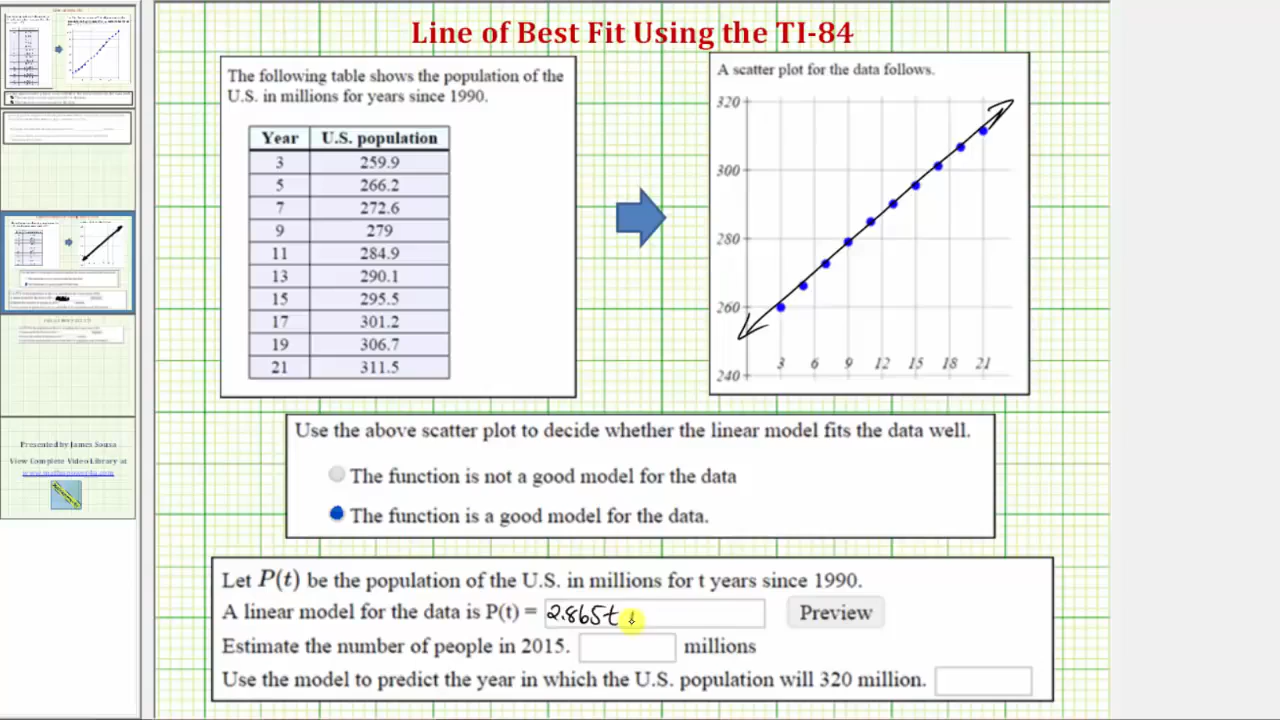 Line of Best Fit Using the TI-84
The following table shows the population of the
U.S. in millions for years since 1990.
Year U.S. population
3 259.9
5 266.2
7 272.6
9 279
11 284.9
13 290.1
15 295.5
17 301.2
19 306.7
21 311.5
A scatter plot for the data follows.
320
300
280
260
240
3 6 9 12 15 18 21
Use the above scatter plot to decide whether the linear model fits the data well.
The function is not a good model for the data
The function is a good model for the data.
Let P(t) be the population of the U.S. in millions for t years since 1990.
A linear model for the data is P(t) = 2.865t Preview
Estimate the number of people in 2015. millions
Use the model to predict the year in which the U.S. population will 320 million.
Presented by James Sousa
View Complete Video Library at